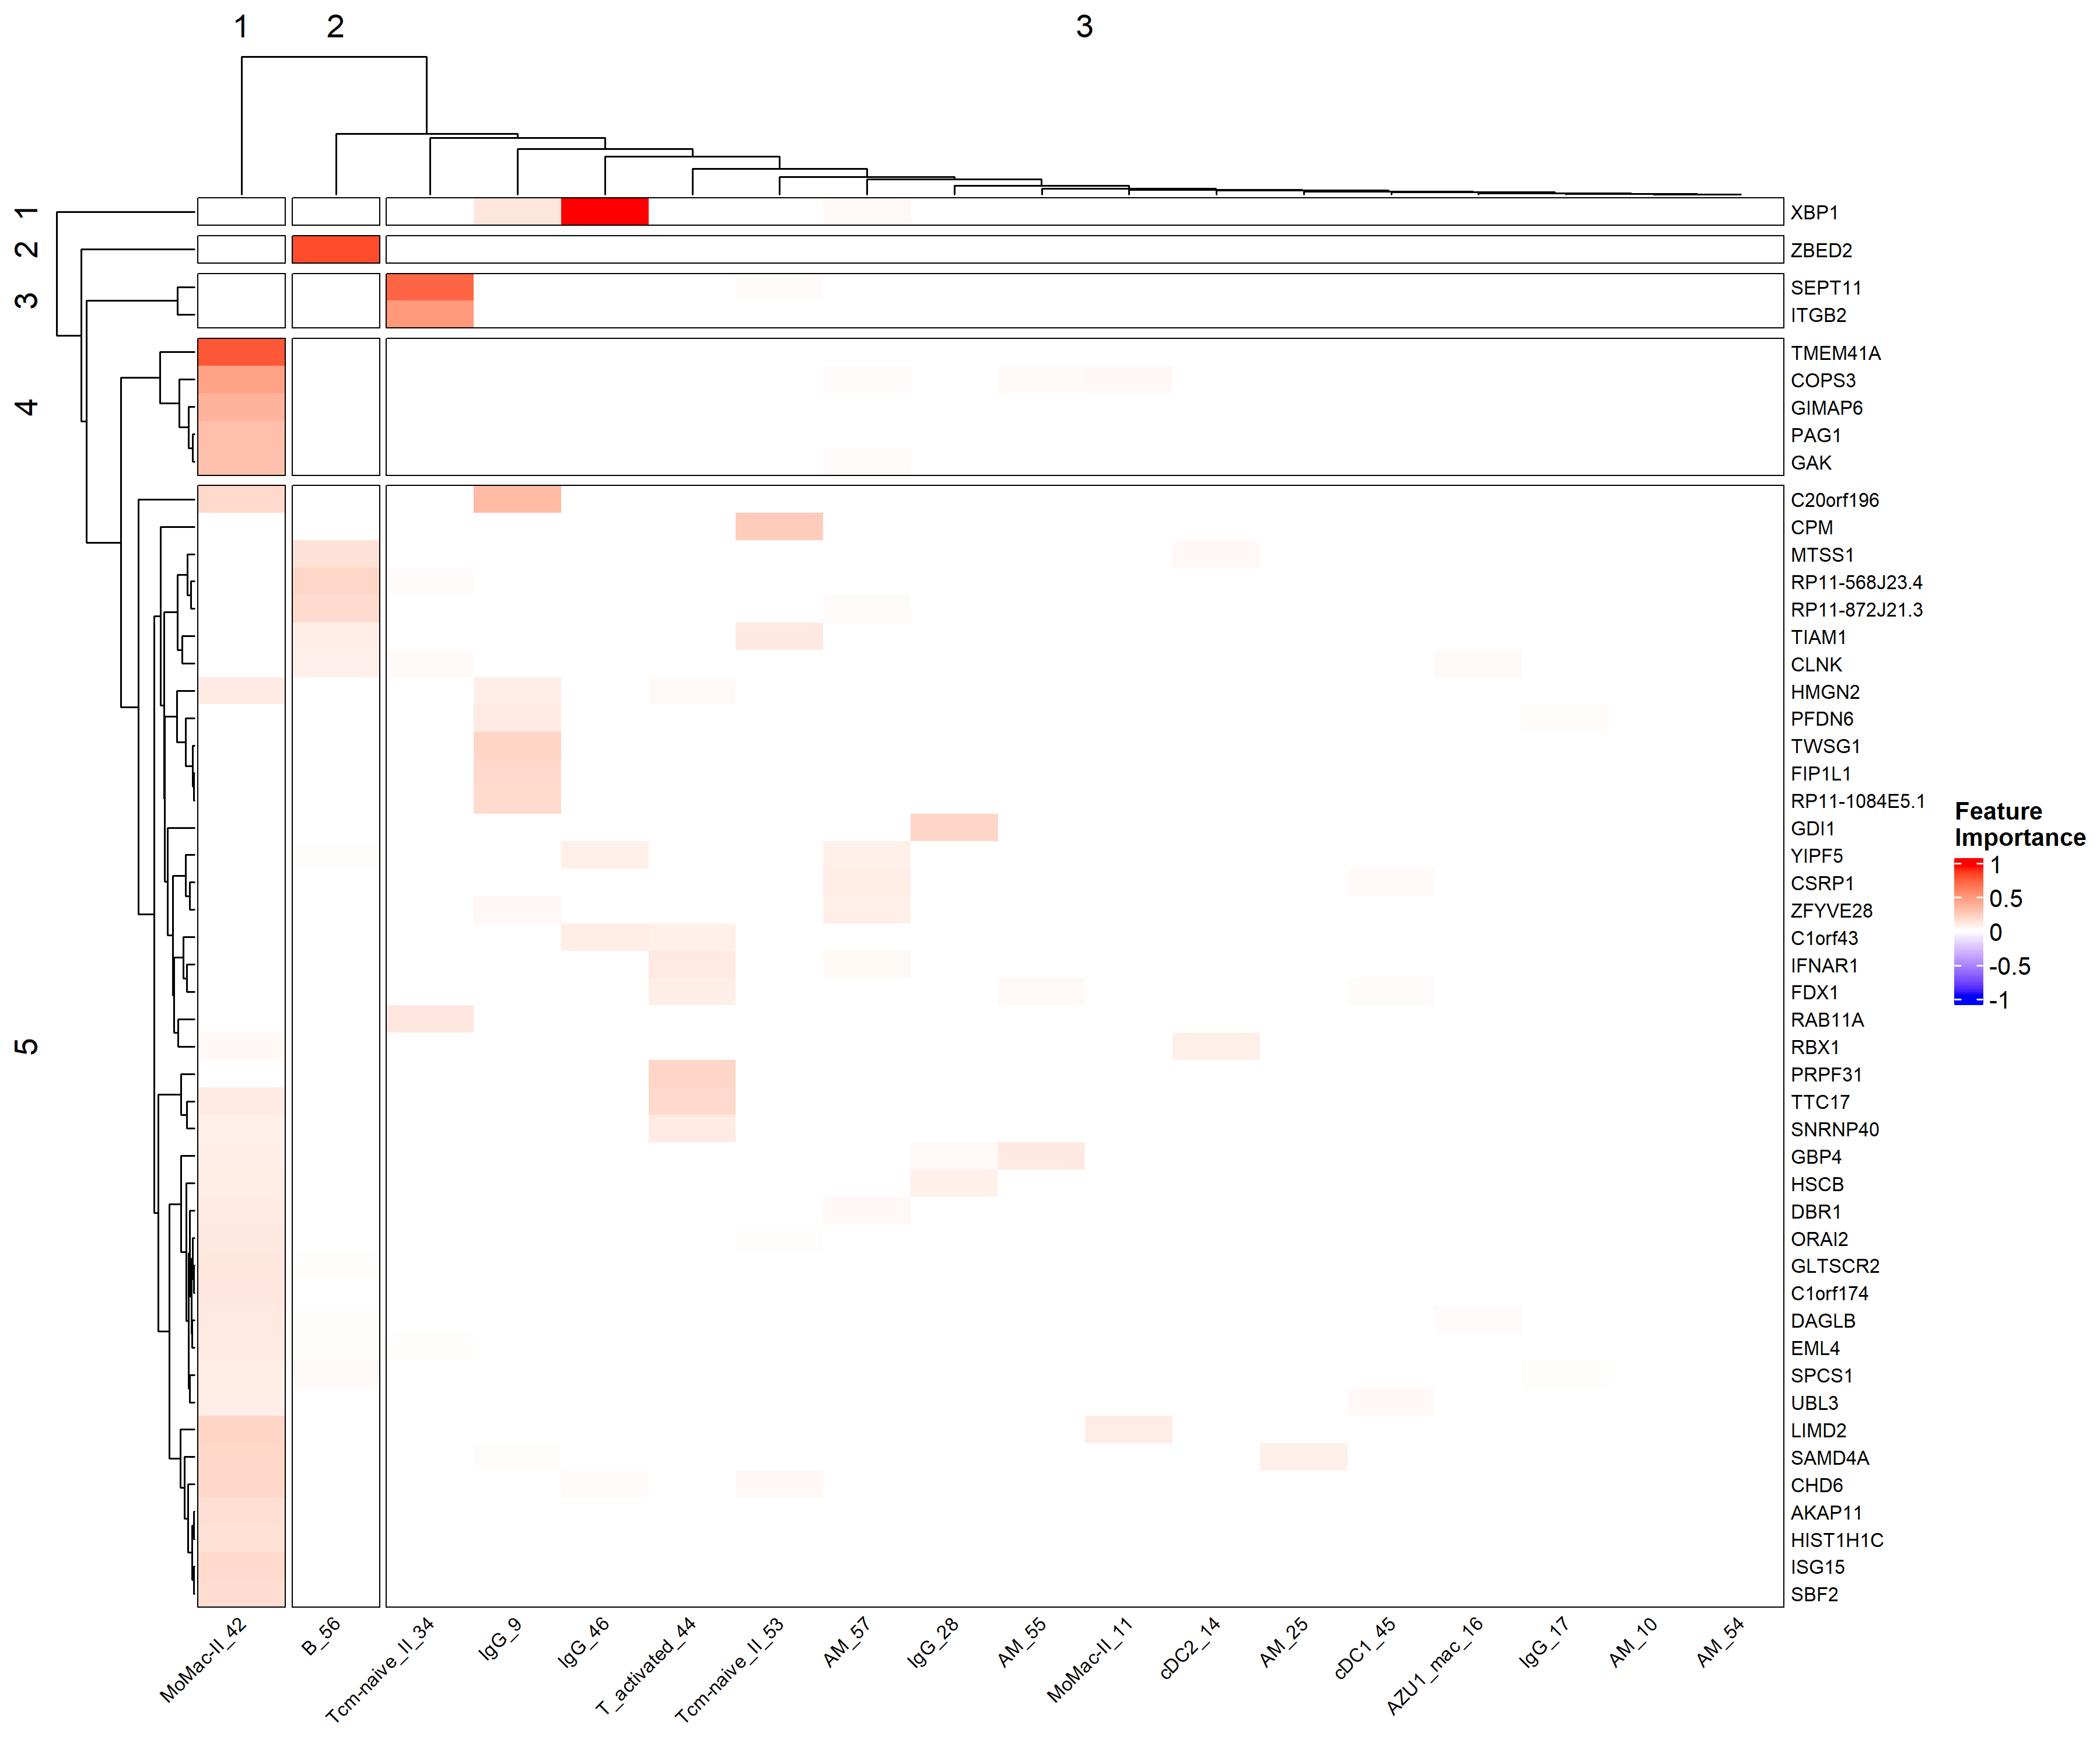 1
2
3
1
2
3
4
5
XBP1
ZBED2
SEPT11
ITGB2
TMEM41A
COPS3
GIMAP6
PAG1
GAK
C20orf196
CPM
MTSS1
RP11-568J23.4
RP11-872J21.3
TIAM1
CLNK
HMGN2
PFDN6
TWSG1
FIP1L1
RP11-1084E5.1
GDI1
YIPF5
CSRP1
ZFYVE28
C1orf43
IFNAR1
FDX1
RAB11A
RBX1
PRPF31
TTC17
SNRNP40
GBP4
HSCB
DBR1
ORAI2
GLTSCR2
C1orf174
DAGLB
EML4
SPCS1
UBL3
LIMD2
SAMD4A
CHD6
AKAP11
HIST1H1C
ISG15
SBF2
Feature
Importance
1
0.5
0
-0.5
-1
MoMac-II_42
B_56
Tcm-naive_II_34
IgG_9
IgG_46
T_activated_44
Tcm-naive_II_53
AM_57
IgG_28
AM_55
MoMac-II_11
cDC2_14
AM_25
cDC1_45
AZU1_mac_16
IgG_17
AM_10
AM_54